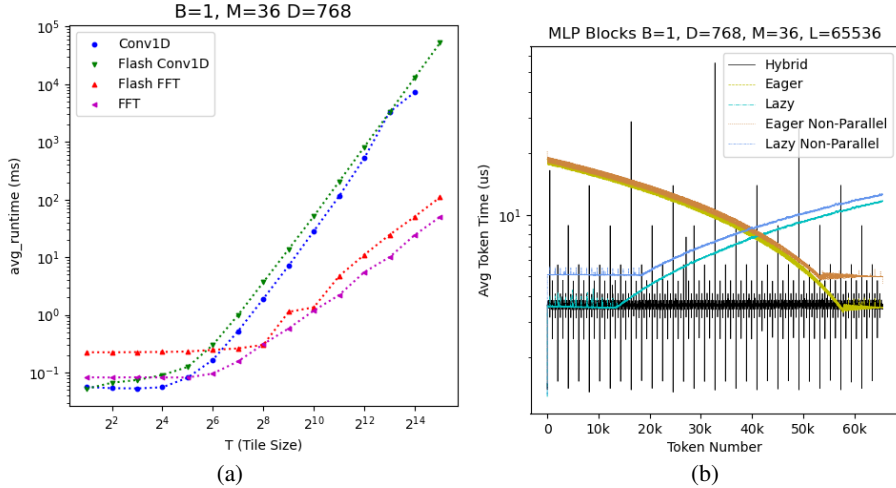 B=1, M=36 D=768
Conv1D
Flash Conv1D
Flash FFT
FFT
10^5
10^4
10^3
10^2
10^1
10^0
10^-1
avg_runtime (ms)
2^2
2^4
2^6
2^8
2^10
2^12
2^14
T (Tile Size)
(a)
MLP Blocks B=1, D=768, M=36, L=65536
Hybrid
Eager
Lazy
Eager Non-Parallel
Lazy Non-Parallel
10^1
Avg Token Time (us)
0
10k
20k
30k
40k
50k
60k
Token Number
(b)